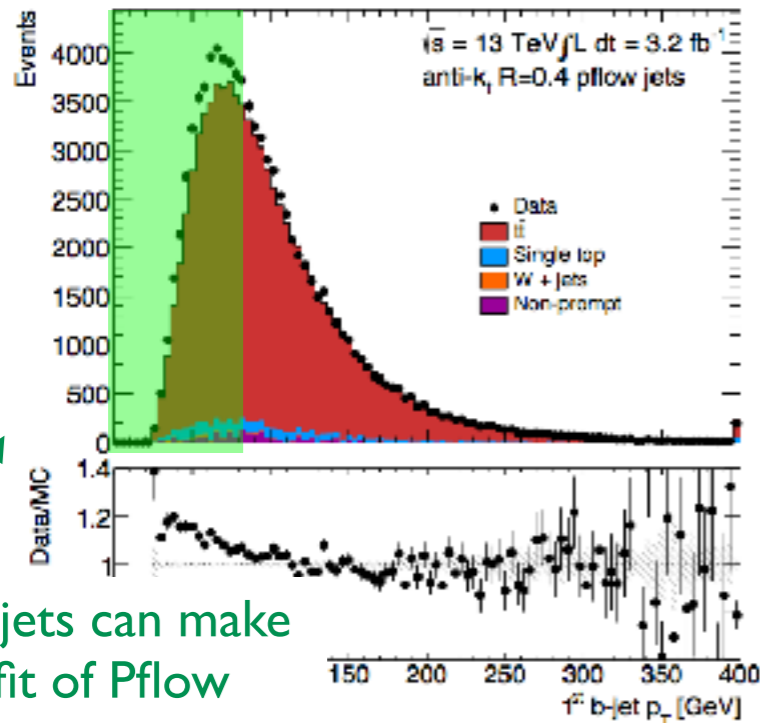 Events
4000
3500
3000
2500
2000
1500
1000
500
0
√s = 13 TeV∫L dt = 3.2 fb⁻¹
anti-kₜ R=0.4 pflow jets
Data
tt̄
Single top
W + jets
Non-prompt
Data/MC
1.4
1.2
1
jets can make
fit of Pflow
150 200 250 300 350 400
1ˢᵗ b-jet p_T [GeV]